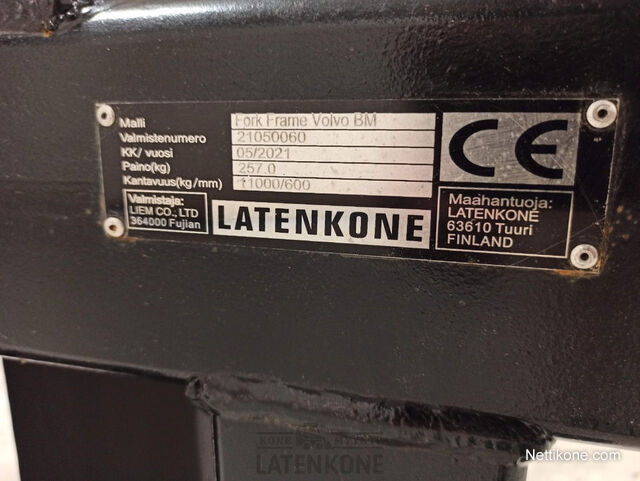 Malli Fork Frame Volvo BM
Valmistenumero 21050060
KK/ vuosi 05/2021
Paino(kg) 257.0
Kantavuus(kg/mm) 11000/600
Valmistaja:
LIEM CO., LTD
364000 Fujian
LATENKONE
CE
Maahantuoja:
LATENKONE
63610 Tuuri
FINLAND
KONE
LATENKONE
Nettikone.com